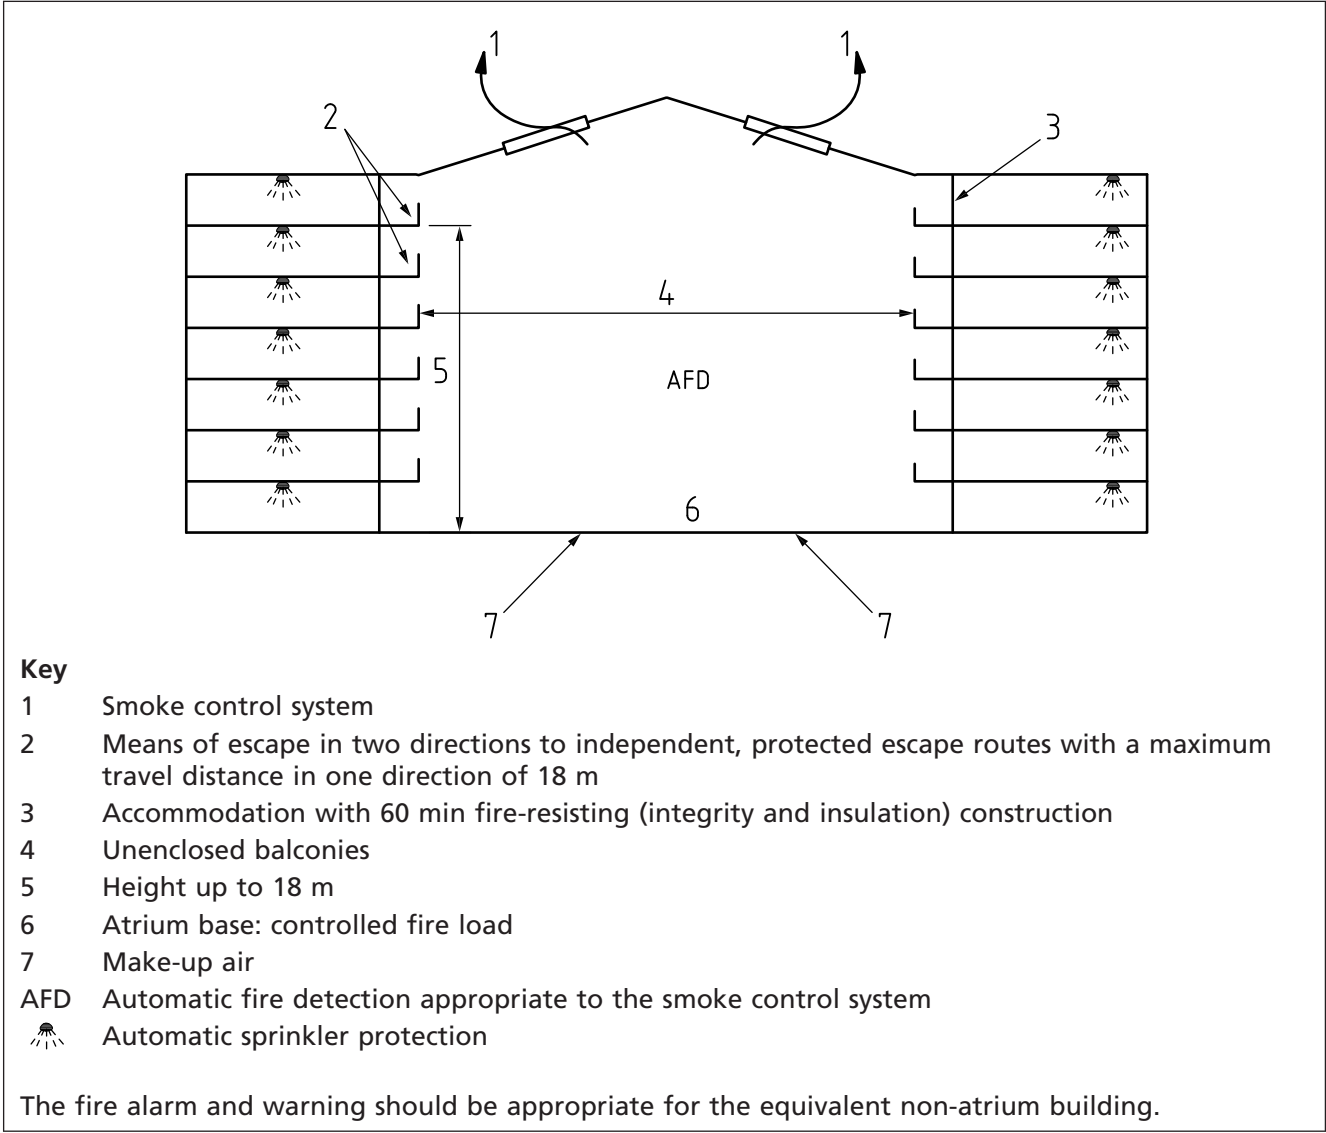 1 1
2
3
4
5
AFD
6
7 7
Key
1 Smoke control system
2 Means of escape in two directions to independent, protected escape routes with a maximum
travel distance in one direction of 18 m
3 Accommodation with 60 min fire-resisting (integrity and insulation) construction
4 Unenclosed balconies
5 Height up to 18 m
6 Atrium base: controlled fire load
7 Make-up air
AFD Automatic fire detection appropriate to the smoke control system
Automatic sprinkler protection
The fire alarm and warning should be appropriate for the equivalent non-atrium building.